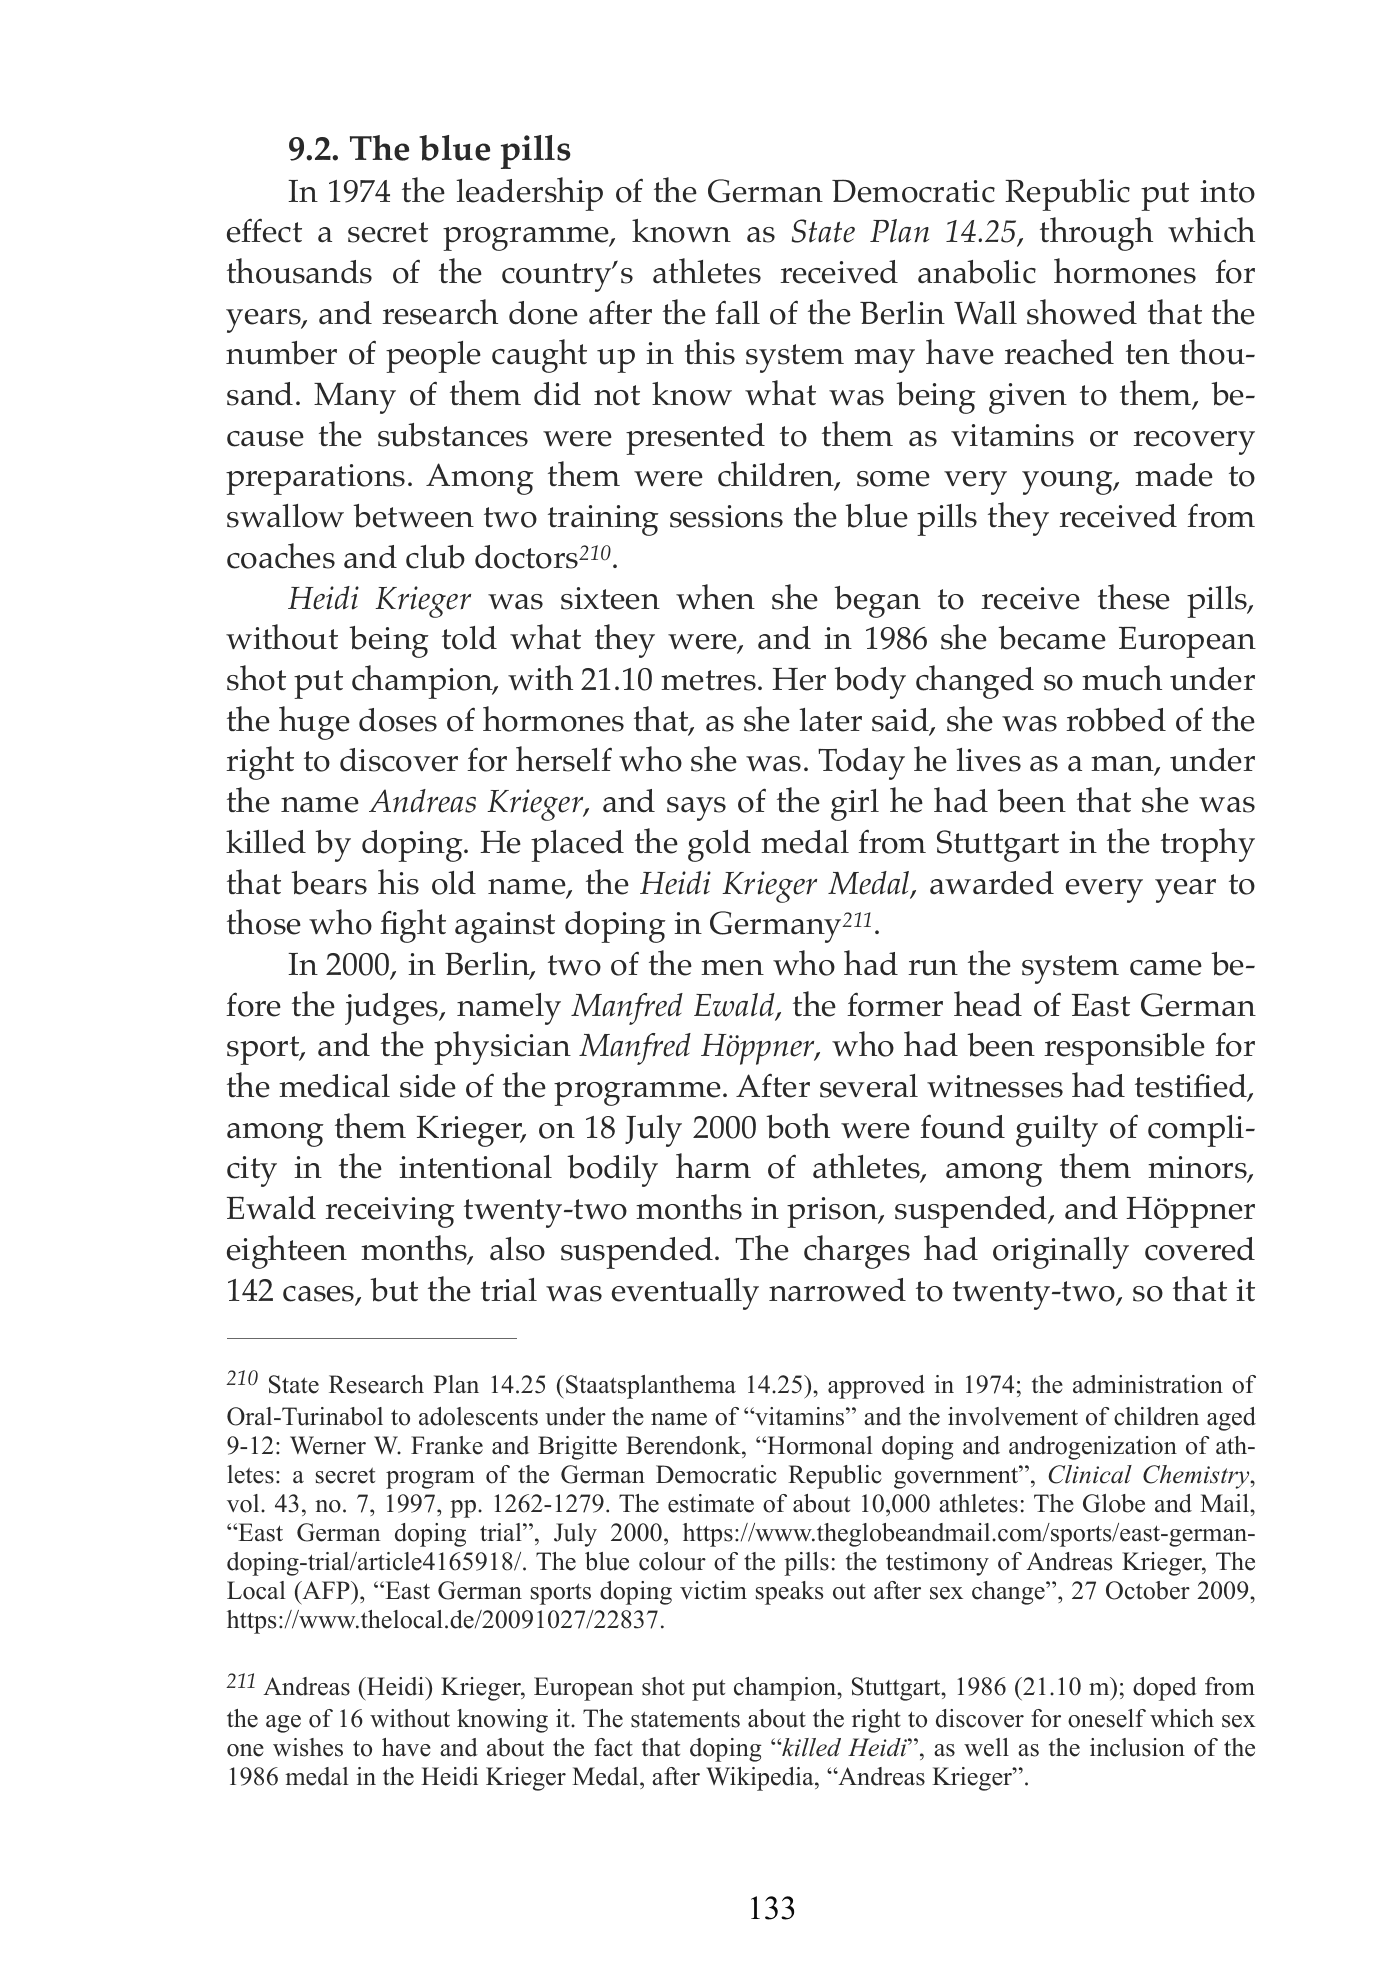 9.2. The blue pills
In 1974 the leadership of the German Democratic Republic put into
effect a secret programme, known as State Plan 14.25, through which
thousands of the country’s athletes received anabolic hormones for
years, and research done after the fall of the Berlin Wall showed that the
number of people caught up in this system may have reached ten thou-
sand. Many of them did not know what was being given to them, be-
cause the substances were presented to them as vitamins or recovery
preparations. Among them were children, some very young, made to
swallow between two training sessions the blue pills they received from
coaches and club doctors210.
Heidi Krieger was sixteen when she began to receive these pills,
without being told what they were, and in 1986 she became European
shot put champion, with 21.10 metres. Her body changed so much under
the huge doses of hormones that, as she later said, she was robbed of the
right to discover for herself who she was. Today he lives as a man, under
the name Andreas Krieger, and says of the girl he had been that she was
killed by doping. He placed the gold medal from Stuttgart in the trophy
that bears his old name, the Heidi Krieger Medal, awarded every year to
those who fight against doping in Germany211.
In 2000, in Berlin, two of the men who had run the system came be-
fore the judges, namely Manfred Ewald, the former head of East German
sport, and the physician Manfred Höppner, who had been responsible for
the medical side of the programme. After several witnesses had testified,
among them Krieger, on 18 July 2000 both were found guilty of compli-
city in the intentional bodily harm of athletes, among them minors,
Ewald receiving twenty-two months in prison, suspended, and Höppner
eighteen months, also suspended. The charges had originally covered
142 cases, but the trial was eventually narrowed to twenty-two, so that it
210 State Research Plan 14.25 (Staatsplanthema 14.25), approved in 1974; the administration of
Oral-Turinabol to adolescents under the name of “vitamins” and the involvement of children aged
9-12: Werner W. Franke and Brigitte Berendonk, “Hormonal doping and androgenization of ath-
letes: a secret program of the German Democratic Republic government”, Clinical Chemistry,
vol. 43, no. 7, 1997, pp. 1262-1279. The estimate of about 10,000 athletes: The Globe and Mail,
“East German doping trial”, July 2000, https://www.theglobeandmail.com/sports/east-german-
doping-trial/article4165918/. The blue colour of the pills: the testimony of Andreas Krieger, The
Local (AFP), “East German sports doping victim speaks out after sex change”, 27 October 2009,
https://www.thelocal.de/20091027/22837.
211 Andreas (Heidi) Krieger, European shot put champion, Stuttgart, 1986 (21.10 m); doped from
the age of 16 without knowing it. The statements about the right to discover for oneself which sex
one wishes to have and about the fact that doping “killed Heidi”, as well as the inclusion of the
1986 medal in the Heidi Krieger Medal, after Wikipedia, “Andreas Krieger”.
133